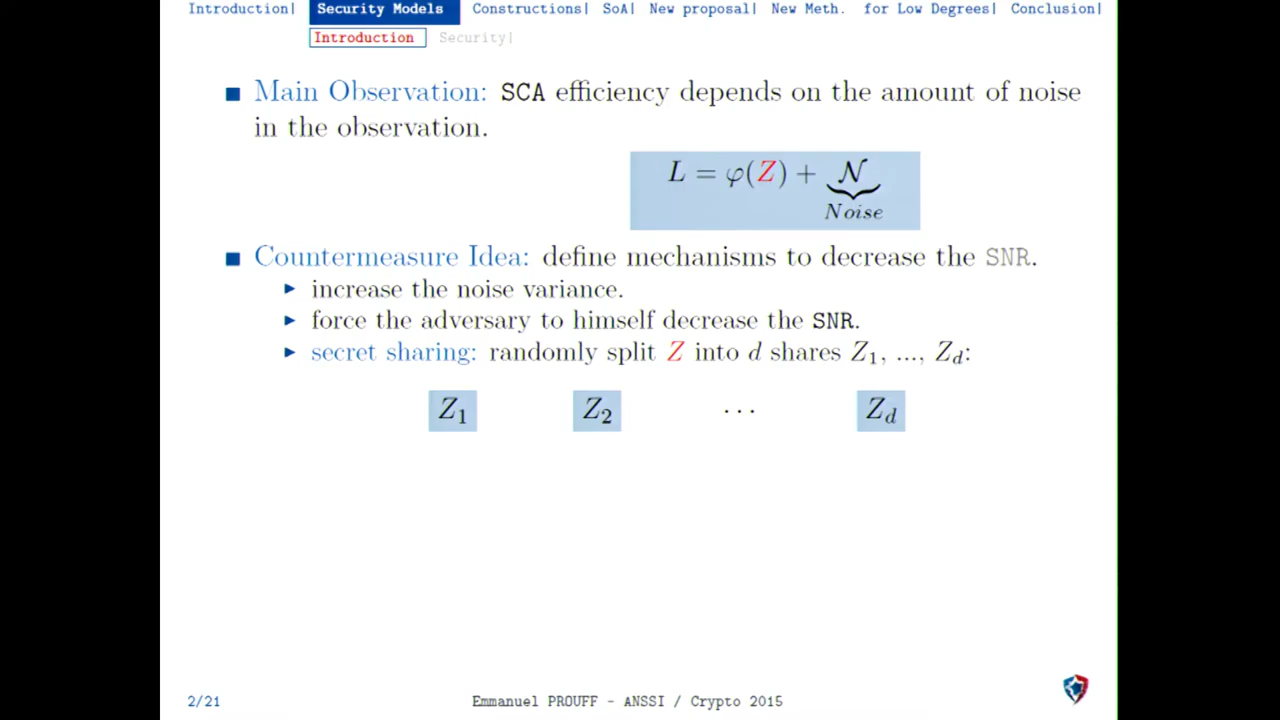 Introduction| Security Models Constructions| SoA| New proposal| New Meth. for Low Degrees| Conclusion|
Introduction Security|
Main Observation: SCA efficiency depends on the amount of noise
in the observation.
L = φ(Z) + 𝒩
Noise
Countermeasure Idea: define mechanisms to decrease the SNR.
increase the noise variance.
force the adversary to himself decrease the SNR.
secret sharing: randomly split Z into d shares Z₁, ..., Z_d:
Z₁ Z₂ ··· Z_d
2/21 Emmanuel PROUFF - ANSSI / Crypto 2015